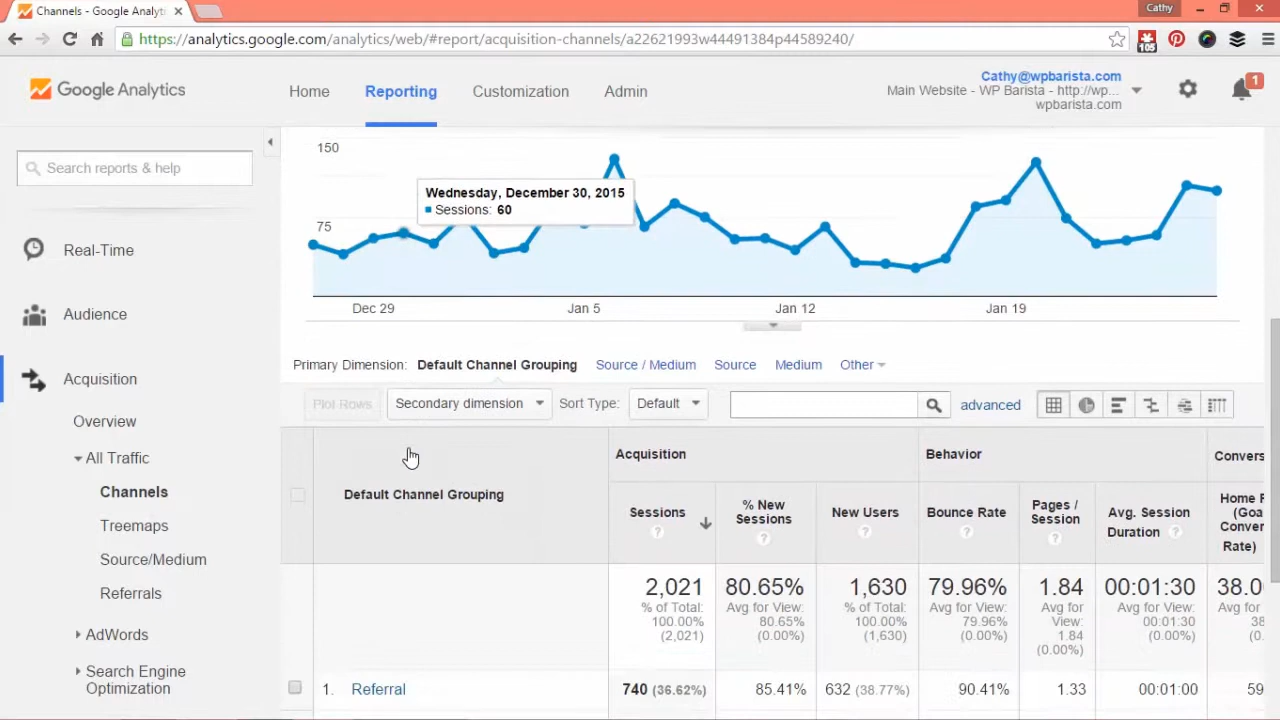 Channels - Google Analyti
Cathy
https://analytics.google.com/analytics/web/#report/acquisition-channels/a22621993w44491384p44589240/
105
Google Analytics
Home
Reporting
Customization
Admin
Cathy@wpbarista.com
Main Website - WP Barista - http://wp...
wpbarista.com
1
Search reports & help
Real-Time
Audience
Acquisition
Overview
All Traffic
Channels
Treemaps
Source/Medium
Referrals
AdWords
Search Engine
Optimization
150
75
Wednesday, December 30, 2015
Sessions: 60
Dec 29
Jan 5
Jan 12
Jan 19
Primary Dimension: Default Channel Grouping Source / Medium Source Medium Other
Plot Rows
Secondary dimension
Sort Type:
Default
advanced
Default Channel Grouping
Acquisition
Behavior
Convers
Sessions
?
% New
Sessions
?
New Users
?
Bounce Rate
?
Pages /
Session
?
Avg. Session
Duration ?
Home F
(Goa
Conver
Rate)
2,021
% of Total:
100.00%
(2,021)
80.65%
Avg for View:
80.65%
(0.00%)
1,630
% of Total:
100.00%
(1,630)
79.96%
Avg for View:
79.96%
(0.00%)
1.84
Avg for
View:
1.84
(0.00%)
00:01:30
Avg for View:
00:01:30
(0.00%)
38.0
Avg for
38
(0.
1. Referral 740 (36.62%) 85.41% 632 (38.77%) 90.41% 1.33 00:01:00 59